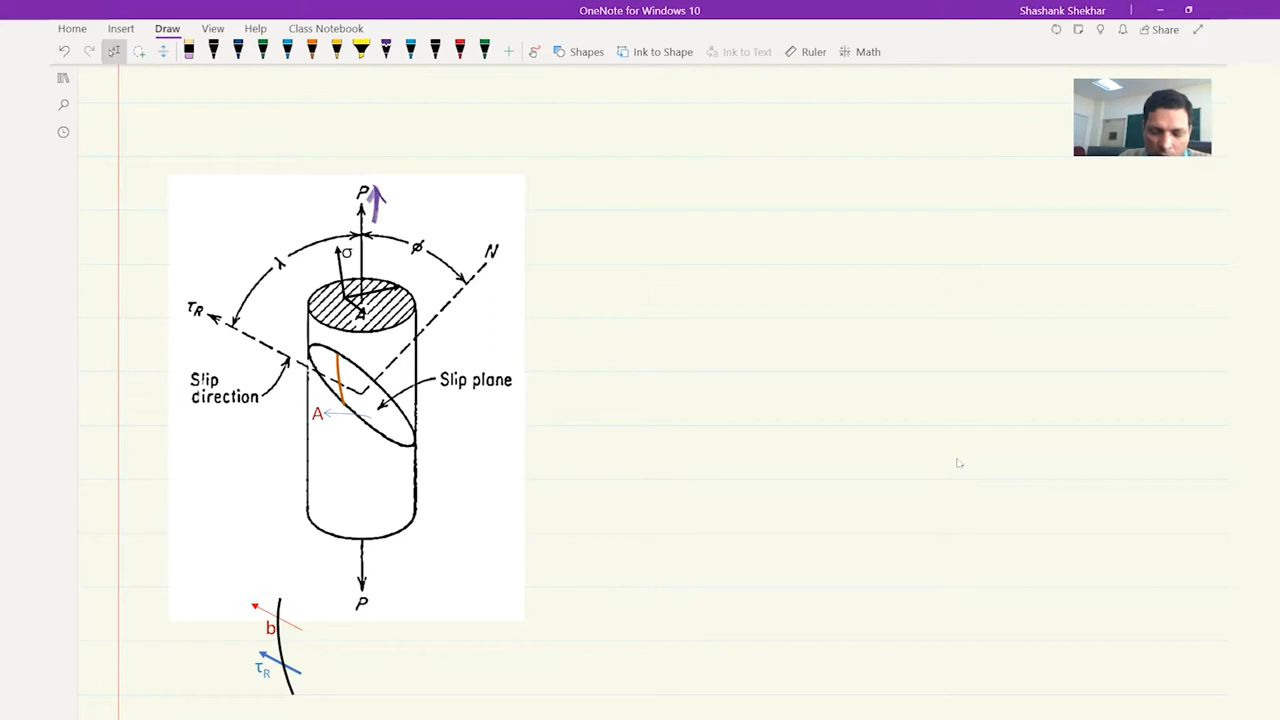 OneNote for Windows 10
Shashank Shekhar
Home Insert Draw View Help Class Notebook
Shapes Ink to Shape Ink to Text Ruler Math
Share
P
σ
ϕ
N
λ
A
τR
Slip
direction
Slip plane
A
P
b
τR